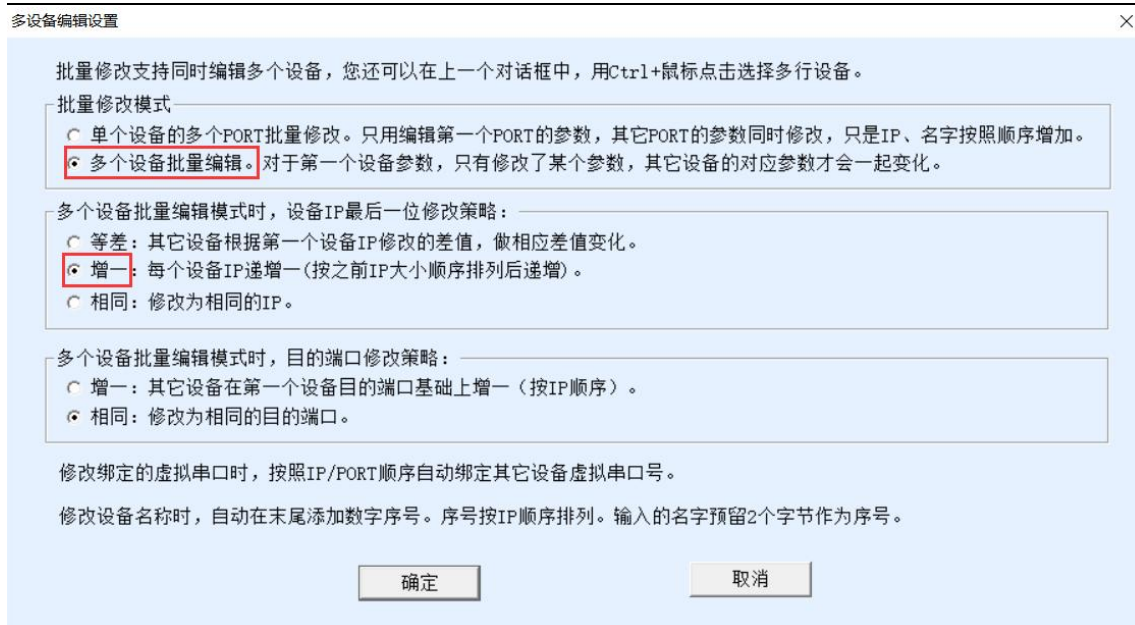 多设备编辑设置
批量修改支持同时编辑多个设备，您还可以在上一个对话框中，用Ctrl+鼠标点击选择多行设备。
批量修改模式
单个设备的多个PORT批量修改。只用编辑第一个PORT的参数，其它PORT的参数同时修改，只是IP、名字按照顺序增加。
多个设备批量编辑。对于第一个设备参数，只有修改了某个参数，其它设备的对应参数才会一起变化。
多个设备批量编辑模式时，设备IP最后一位修改策略：
等差：其它设备根据第一个设备IP修改的差值，做相应差值变化。
增一：每个设备IP递增一(按之前IP大小顺序排列后递增)。
相同：修改为相同的IP。
多个设备批量编辑模式时，目的端口修改策略：
增一：其它设备在第一个设备目的端口基础上增一（按IP顺序）。
相同：修改为相同的目的端口。
修改绑定的虚拟串口时，按照IP/PORT顺序自动绑定其它设备虚拟串口号。
修改设备名称时，自动在末尾添加数字序号。序号按IP顺序排列。输入的名字预留2个字节作为序号。
确定
取消